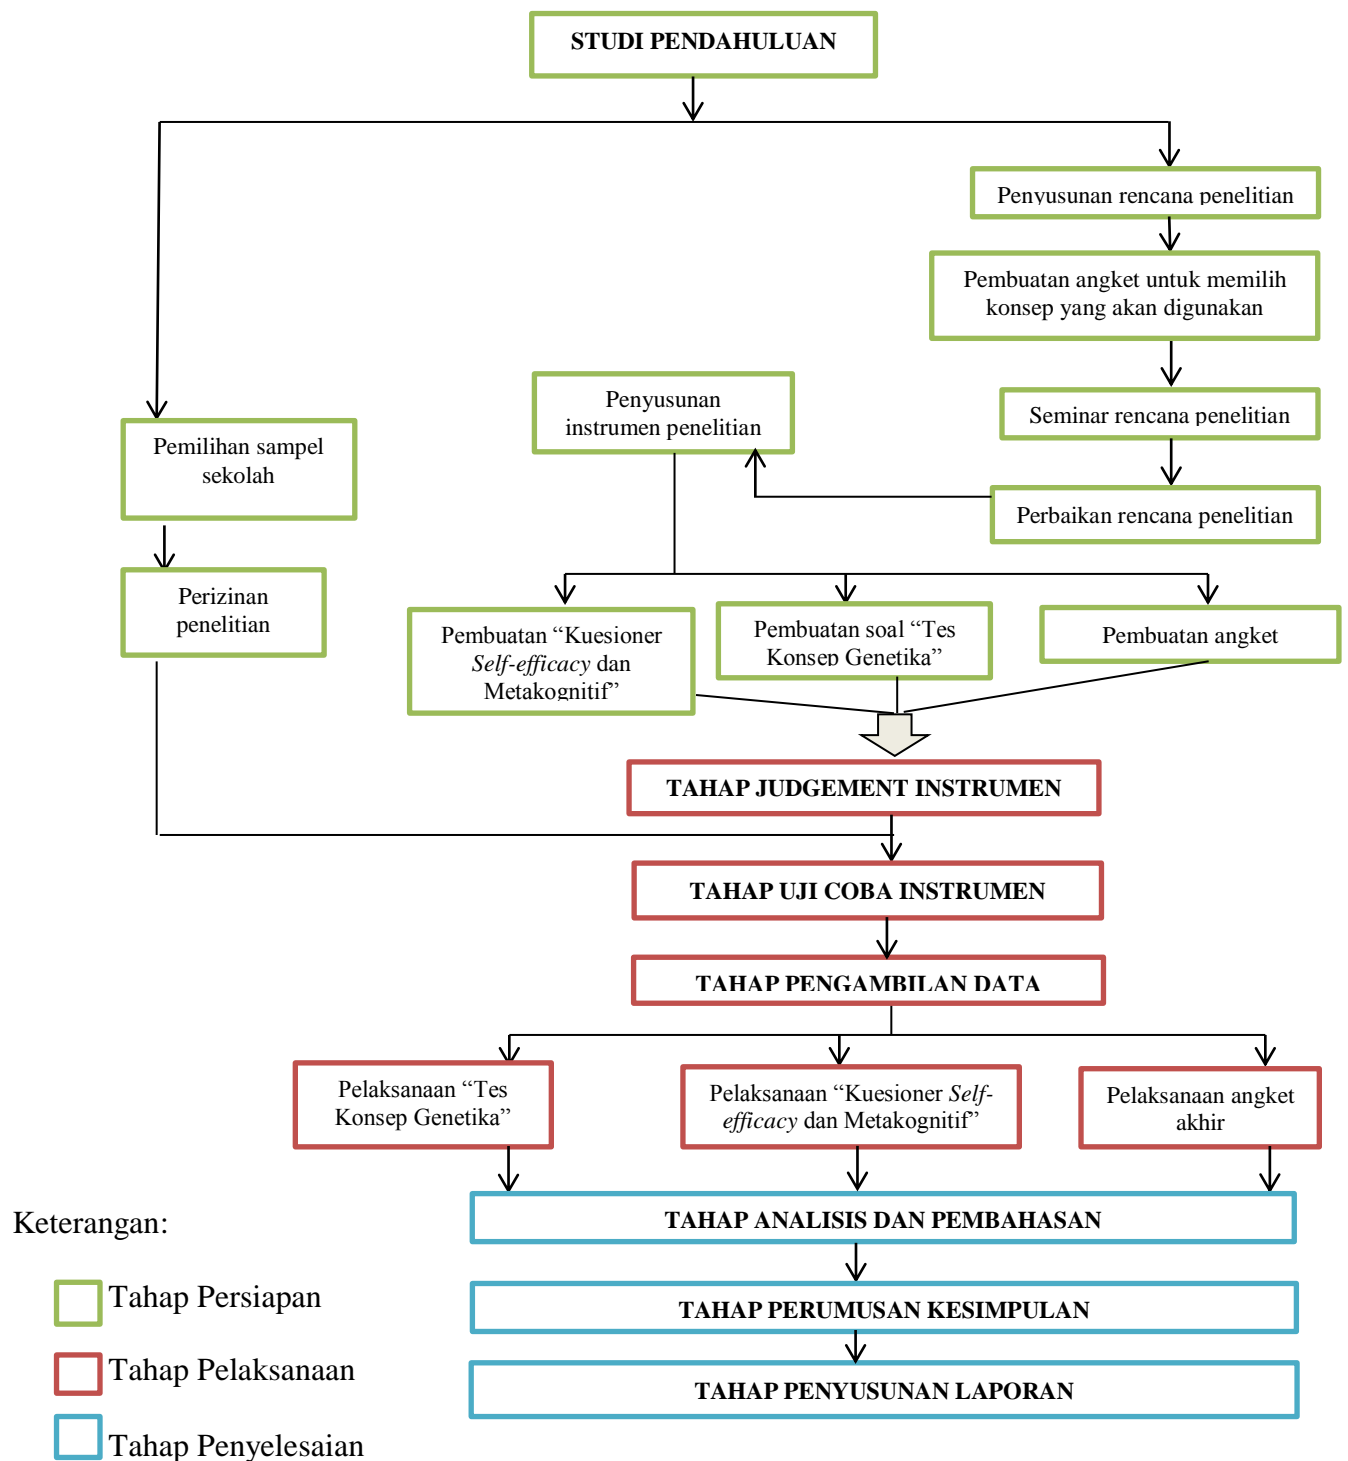 STUDI PENDAHULUAN
Penyusunan rencana penelitian
Pembuatan angket untuk memilih
konsep yang akan digunakan
Seminar rencana penelitian
Perbaikan rencana penelitian
Penyusunan
instrumen penelitian
Pemilihan sampel
sekolah
Perizinan
penelitian
Pembuatan “Kuesioner
Self-efficacy dan
Metakognitif”
Pembuatan soal “Tes
Konsep Genetika”
Pembuatan angket
TAHAP JUDGEMENT INSTRUMEN
TAHAP UJI COBA INSTRUMEN
TAHAP PENGAMBILAN DATA
Pelaksanaan “Tes
Konsep Genetika”
Pelaksanaan “Kuesioner Self-
efficacy dan Metakognitif”
Pelaksanaan angket
akhir
TAHAP ANALISIS DAN PEMBAHASAN
TAHAP PERUMUSAN KESIMPULAN
TAHAP PENYUSUNAN LAPORAN
Keterangan:
Tahap Persiapan
Tahap Pelaksanaan
Tahap Penyelesaian